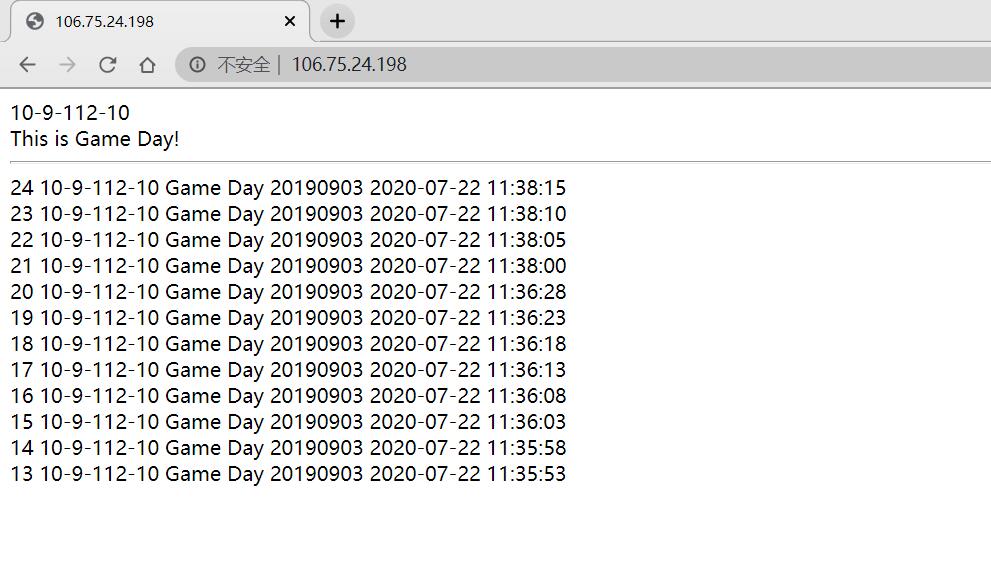 106.75.24.198
不安全 | 106.75.24.198
10-9-112-10
This is Game Day!
24 10-9-112-10 Game Day 20190903 2020-07-22 11:38:15
23 10-9-112-10 Game Day 20190903 2020-07-22 11:38:10
22 10-9-112-10 Game Day 20190903 2020-07-22 11:38:05
21 10-9-112-10 Game Day 20190903 2020-07-22 11:38:00
20 10-9-112-10 Game Day 20190903 2020-07-22 11:36:28
19 10-9-112-10 Game Day 20190903 2020-07-22 11:36:23
18 10-9-112-10 Game Day 20190903 2020-07-22 11:36:18
17 10-9-112-10 Game Day 20190903 2020-07-22 11:36:13
16 10-9-112-10 Game Day 20190903 2020-07-22 11:36:08
15 10-9-112-10 Game Day 20190903 2020-07-22 11:36:03
14 10-9-112-10 Game Day 20190903 2020-07-22 11:35:58
13 10-9-112-10 Game Day 20190903 2020-07-22 11:35:53